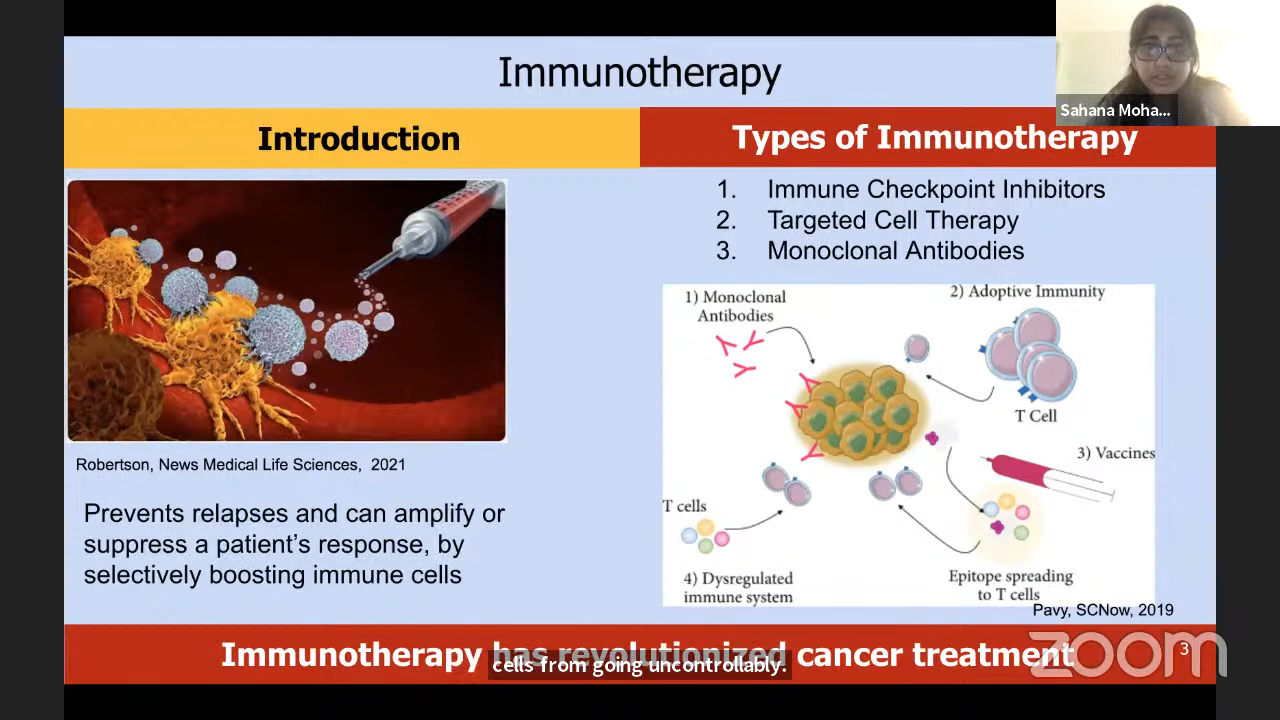 Immunotherapy
Sahana Moha...
Introduction
Types of Immunotherapy
1. Immune Checkpoint Inhibitors
2. Targeted Cell Therapy
3. Monoclonal Antibodies
1) Monoclonal
Antibodies
2) Adoptive Immunity
T Cell
3) Vaccines
T cells
4) Dysregulated
immune system
Epitope spreading
to T cells
Pavy, SCNow, 2019
Robertson, News Medical Life Sciences, 2021
Prevents relapses and can amplify or
suppress a patient's response, by
selectively boosting immune cells
Immunotherapy has revolutionized cancer treatment
cells from going uncontrollably.
zoom
3